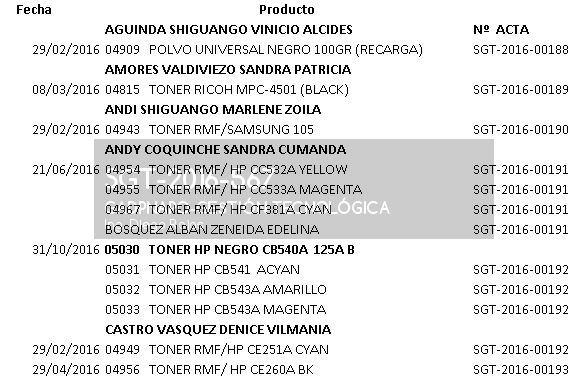 Fecha Producto
AGUINDA SHIGUANGO VINICIO ALCIDES Nº ACTA
29/02/2016 04909 POLVO UNIVERSAL NEGRO 100GR (RECARGA) SGT-2016-00188
AMORES VALDIVIEZO SANDRA PATRICIA
08/03/2016 04815 TONER RICOH MPC-4501 (BLACK) SGT-2016-00189
ANDI SHIGUANGO MARLENE ZOILA
29/02/2016 04943 TONER RMF/SAMSUNG 105 SGT-2016-00190
ANDY COQUINCHE SANDRA CUMANDA
21/06/2016 04954 TONER RMF/ HP CC532A YELLOW SGT-2016-00191
SGT-2016-567
04955 TONER RMF/ HP CC533A MAGENTA SGT-2016-00191
04967 TONER RMF/ HP CF381A CYAN SGT-2016-00191
GESTIÓN TECNOLÓGICA
BOSQUEZ ALBAN ZENEIDA EDELINA SGT-2016-00191
31/10/2016 05030 TONER HP NEGRO CB540A 125A B SGT-2016-00192
05031 TONER HP CB541 ACYAN SGT-2016-00192
05032 TONER HP CB543A AMARILLO SGT-2016-00192
05033 TONER HP CB543A MAGENTA SGT-2016-00192
CASTRO VASQUEZ DENICE VILMANIA
29/02/2016 04949 TONER RMF/HP CE251A CYAN SGT-2016-00192
29/04/2016 04956 TONER RMF/ HP CE260A BK SGT-2016-00193